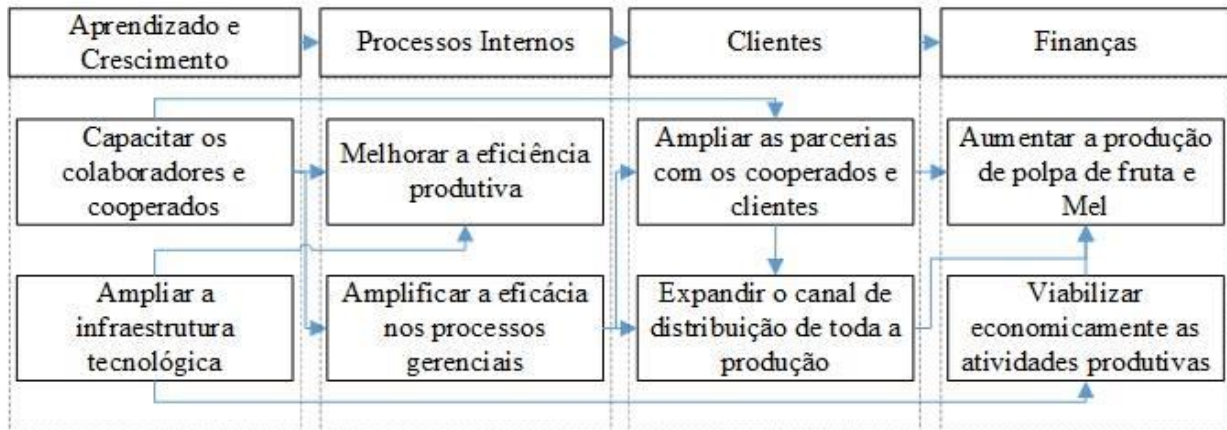 Aprendizado e
Crescimento
Processos Internos
Clientes
Finanças
Capacitar os
colaboradores e
cooperados
Melhorar a eficiência
produtiva
Ampliar as parcerias
com os cooperados e
clientes
Aumentar a produção
de polpa de fruta e
Mel
Ampliar a
infraestrutura
tecnológica
Amplificar a eficácia
nos processos
gerenciais
Expandir o canal de
distribuição de toda a
produção
Viabilizar
economicamente as
atividades produtivas